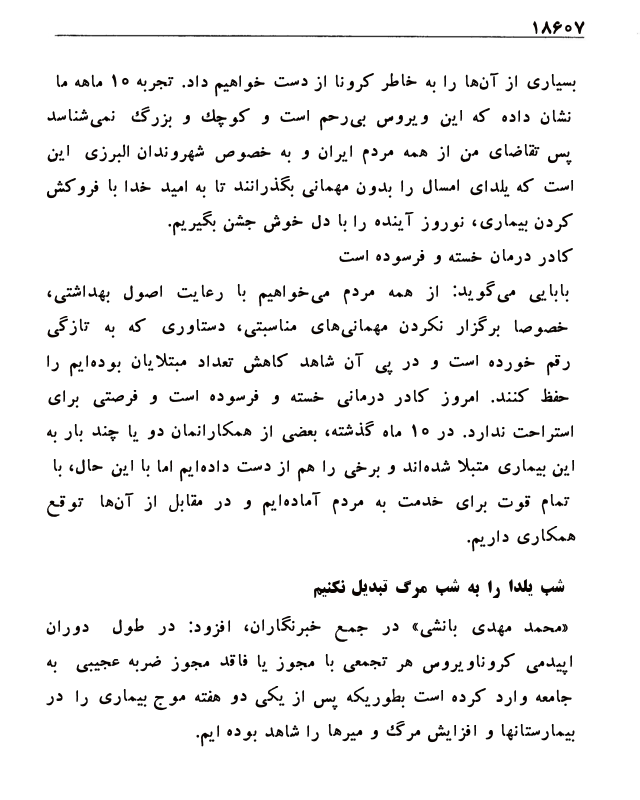 ۱۸۶۰۷
بسیاری از آن‌ها را به خاطر کرونا از دست خواهیم داد. تجربه ۱۰ ماهه ما
نشان داده که این ویروس بی‌رحم است و کوچك و بزرگ نمی‌شناسد
پس تقاضای من از همه مردم ایران و به خصوص شهروندان البرزی این
است که یلدای امسال را بدون مهمانی بگذرانند تا به امید خدا با فروکش
کردن بیماری، نوروز آینده را با دل خوش جشن بگیریم.
کادر درمان خسته و فرسوده است
بابایی می‌گوید: از همه مردم می‌خواهیم با رعایت اصول بهداشتی،
خصوصا برگزار نکردن مهمانی‌های مناسبتی، دستاوری که به تازگی
رقم خورده است و در پی آن شاهد کاهش تعداد مبتلایان بوده‌ایم را
حفظ کنند. امروز کادر درمانی خسته و فرسوده است و فرصتی برای
استراحت ندارد. در ۱۰ ماه گذشته، بعضی از همکارانمان دو یا چند بار به
این بیماری متبلا شده‌اند و برخی را هم از دست داده‌ایم اما با این حال، با
تمام قوت برای خدمت به مردم آماده‌ایم و در مقابل از آن‌ها توقع
همکاری داریم.
شب یلدا را به شب مرگ تبدیل نکنیم
«محمد مهدی بانشی» در جمع خبرنگاران، افزود: در طول دوران
اپیدمی کروناویروس هر تجمعی با مجوز یا فاقد مجوز ضربه عجیبی به
جامعه وارد کرده است بطوریکه پس از یکی دو هفته موج بیماری را در
بیمارستانها و افزایش مرگ و میرها را شاهد بوده ایم.